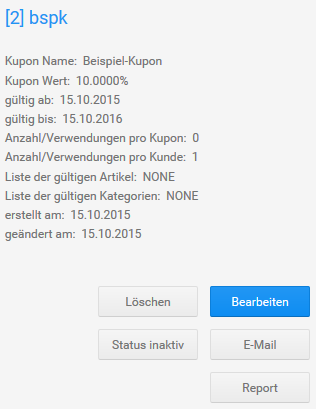 [2] bspk
Kupon Name: Beispiel-Kupon
Kupon Wert: 10.0000%
gültig ab: 15.10.2015
gültig bis: 15.10.2016
Anzahl/Verwendungen pro Kupon: 0
Anzahl/Verwendungen pro Kunde: 1
Liste der gültigen Artikel: NONE
Liste der gültigen Kategorien: NONE
erstellt am: 15.10.2015
geändert am: 15.10.2015
Löschen Bearbeiten
Status inaktiv E-Mail
Report